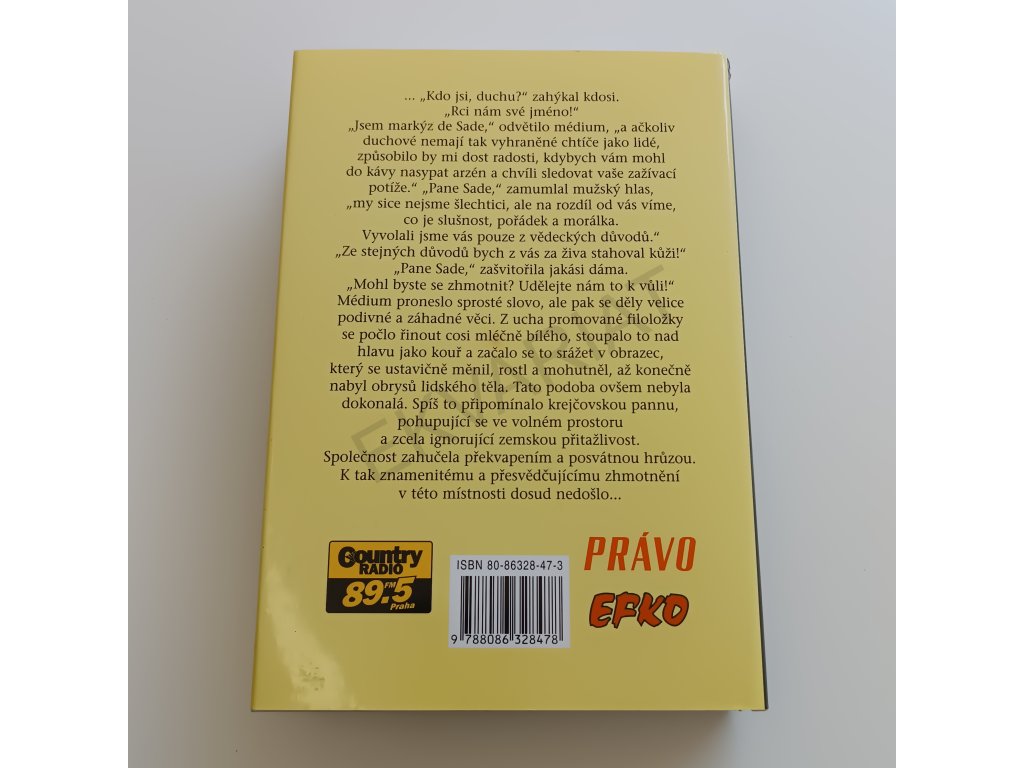 ... „Kdo jsi, duchu?“ zahýkal kdosi.
„Rci nám své jméno!“
„Jsem markýz de Sade,“ odvětilo médium, „a ačkoliv
duchové nemají tak vyhraněné chtíče jako lidé,
způsobilo by mi dost radosti, kdybych vám mohl
do kávy nasypat arzén a chvíli sledovat vaše zažívací
potíže.“ „Pane Sade,“ zamumlal mužský hlas,
„my sice nejsme šlechtici, ale na rozdíl od vás víme,
co je slušnost, pořádek a morálka.
Vyvolali jsme vás pouze z vědeckých důvodů.“
„Ze stejných důvodů bych z vás za živa stahoval kůži!“
„Pane Sade,“ zašvitořila jakási dáma.
„Mohl byste se zhmotnit? Udělejte nám to k vůli!“
Médium proneslo sprosté slovo, ale pak se děly velice
podivné a záhadné věci. Z ucha promované filoložky
se počlo řinout cosi mléčně bílého, stoupalo to nad
hlavu jako kouř a začalo se to srážet v obrazec,
který se ustavičně měnil, rostl a mohutněl, až konečně
nabyl obrysů lidského těla. Tato podoba ovšem nebyla
dokonalá. Spíš to připomínalo krejčovskou pannu,
pohupující se ve volném prostoru
a zcela ignorující zemskou přitažlivost.
Společnost zahučela překvapením a posvátnou hrůzou.
K tak znamenitému a přesvědčujícímu zhmotnění
v této místnosti dosud nedošlo...
EKVARIAT
Country
RADIO
89.5 FM
Praha
ISBN 80-86328-47-3
9 788086 328478
PRÁVO
EFKO